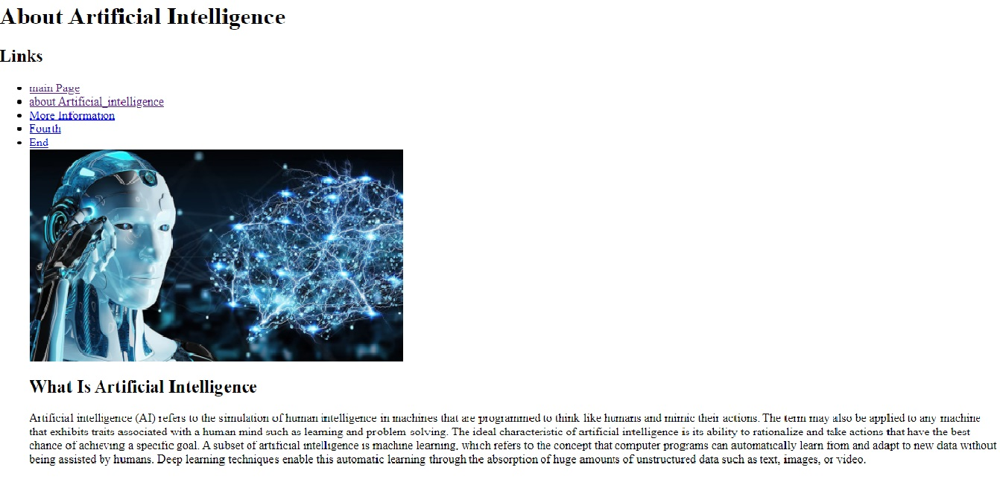 About Artificial Intelligence
Links
main Page
about Artificial_intelligence
More Information
Fourth
End
What Is Artificial Intelligence
Artificial intelligence (AI) refers to the simulation of human intelligence in machines that are programmed to think like humans and mimic their actions. The term may also be applied to any machine
that exhibits traits associated with a human mind such as learning and problem-solving. The ideal characteristic of artificial intelligence is its ability to rationalize and take actions that have the best
chance of achieving a specific goal. A subset of artificial intelligence is machine learning, which refers to the concept that computer programs can automatically learn from and adapt to new data without
being assisted by humans. Deep learning techniques enable this automatic learning through the absorption of huge amounts of unstructured data such as text, images, or video.